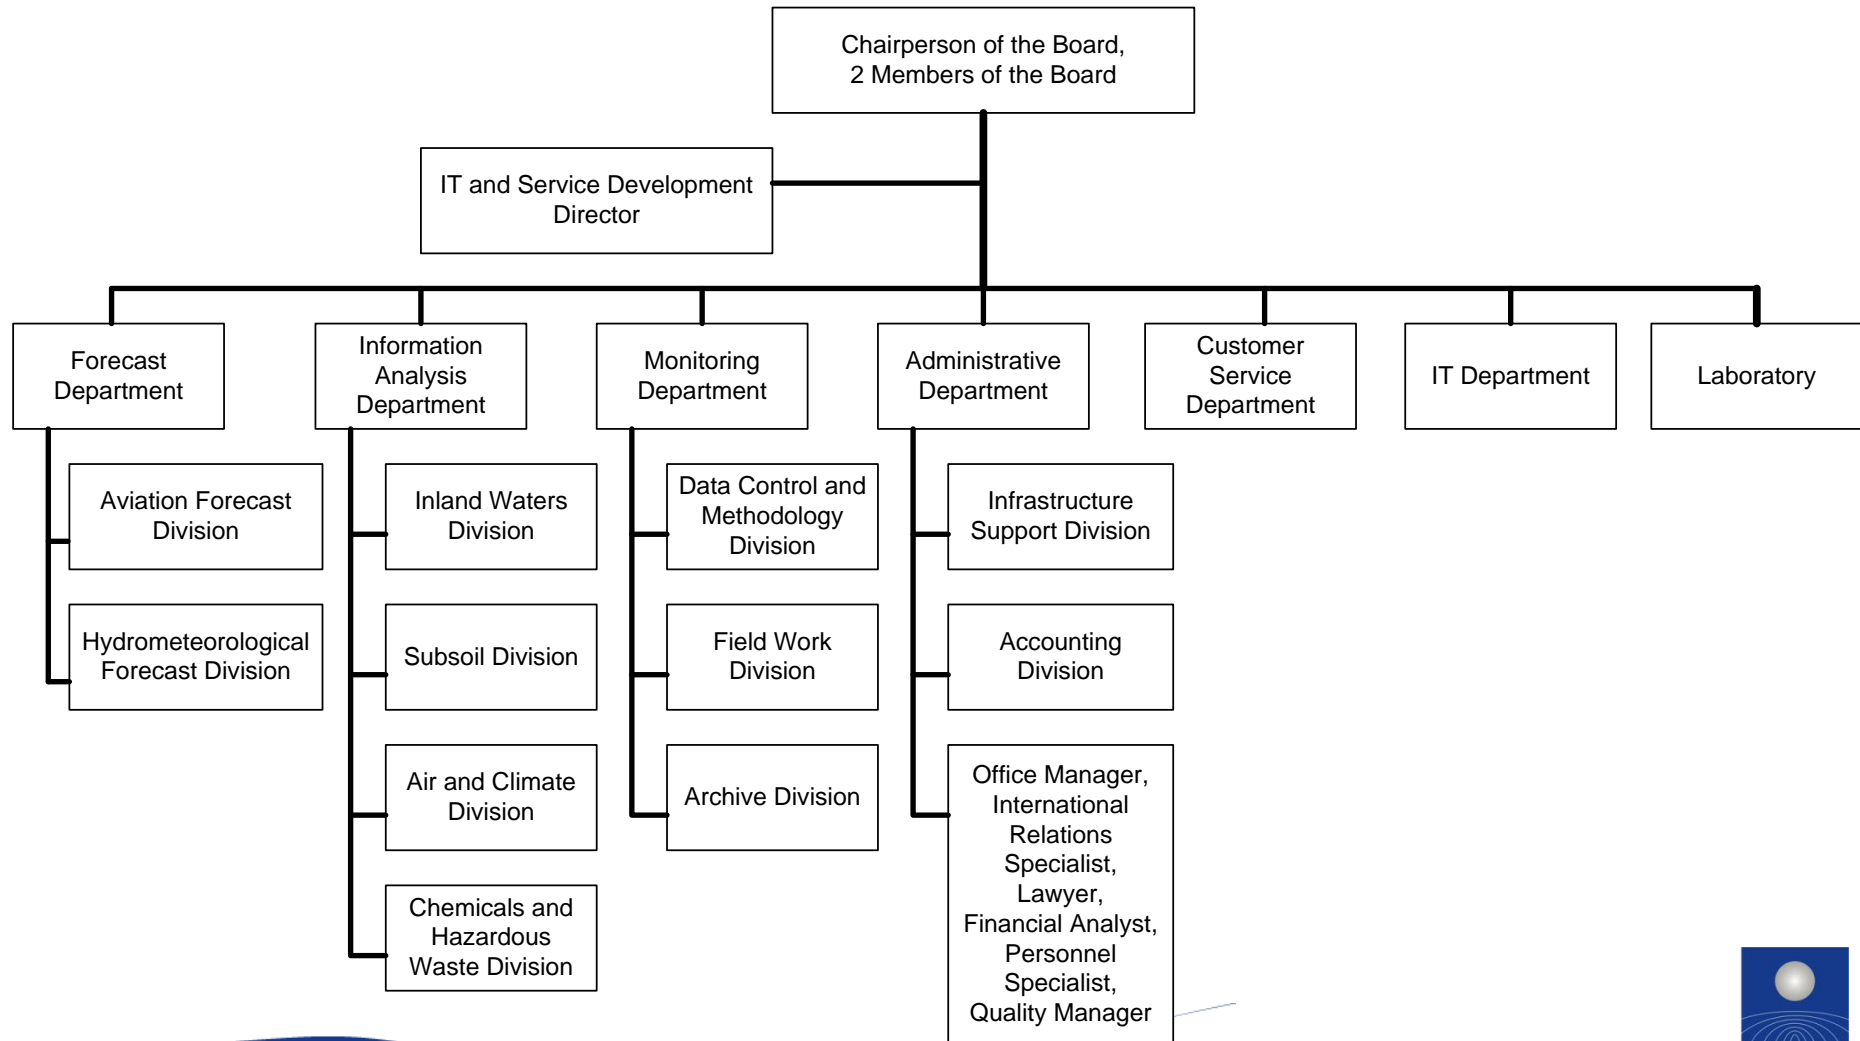 Chairperson of the Board,
2 Members of the Board
IT and Service Development
Director
Forecast
Department
Information
Analysis
Department
Monitoring
Department
Administrative
Department
Customer
Service
Department
IT Department
Laboratory
Aviation Forecast
Division
Hydrometeorological
Forecast Division
Inland Waters
Division
Subsoil Division
Air and Climate
Division
Chemicals and
Hazardous
Waste Division
Data Control and
Methodology
Division
Field Work
Division
Archive Division
Infrastructure
Support Division
Accounting
Division
Office Manager,
International
Relations
Specialist,
Lawyer,
Financial Analyst,
Personnel
Specialist,
Quality Manager